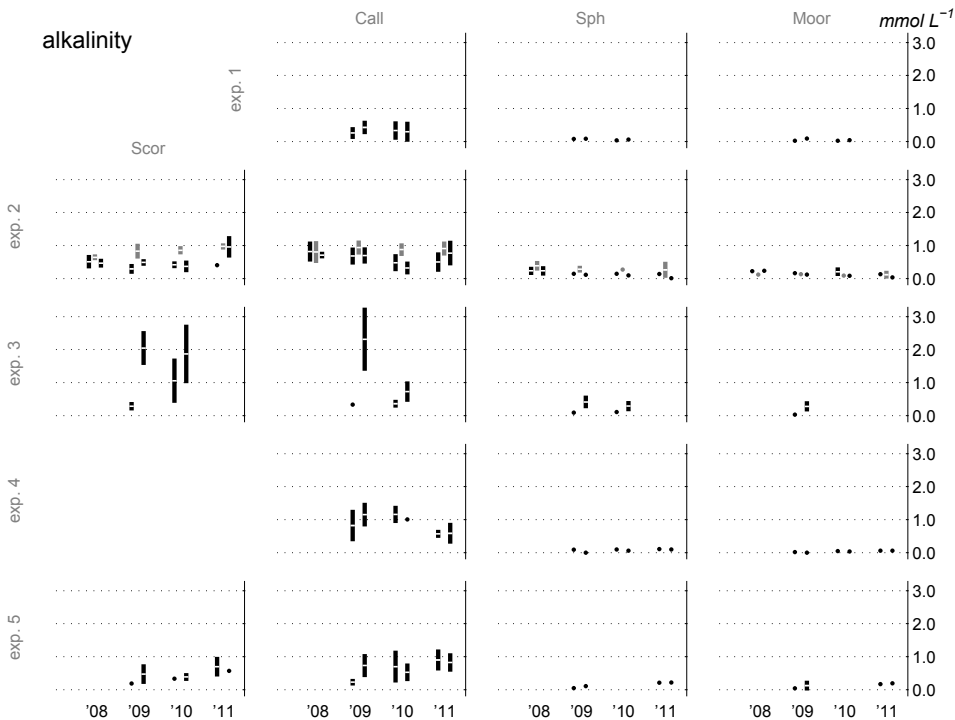 Call Sph Moor mmol L⁻¹
alkalinity
exp. 1
3.0
2.0
1.0
0.0
Scor
exp. 2
3.0
2.0
1.0
0.0
exp. 3
3.0
2.0
1.0
0.0
exp. 4
3.0
2.0
1.0
0.0
exp. 5
3.0
2.0
1.0
0.0
'08 '09 '10 '11 '08 '09 '10 '11 '08 '09 '10 '11 '08 '09 '10 '11